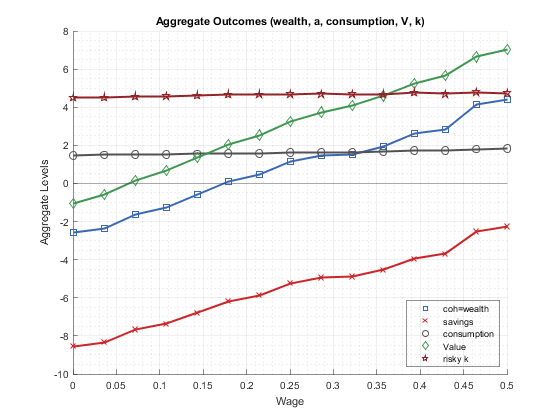 Aggregate Outcomes (wealth, a, consumption, V, k)
8
6
4
2
0
-2
-4
-6
-8
-10
Aggregate Levels
0 0.05 0.1 0.15 0.2 0.25 0.3 0.35 0.4 0.45 0.5
Wage
coh=wealth
savings
consumption
Value
risky k